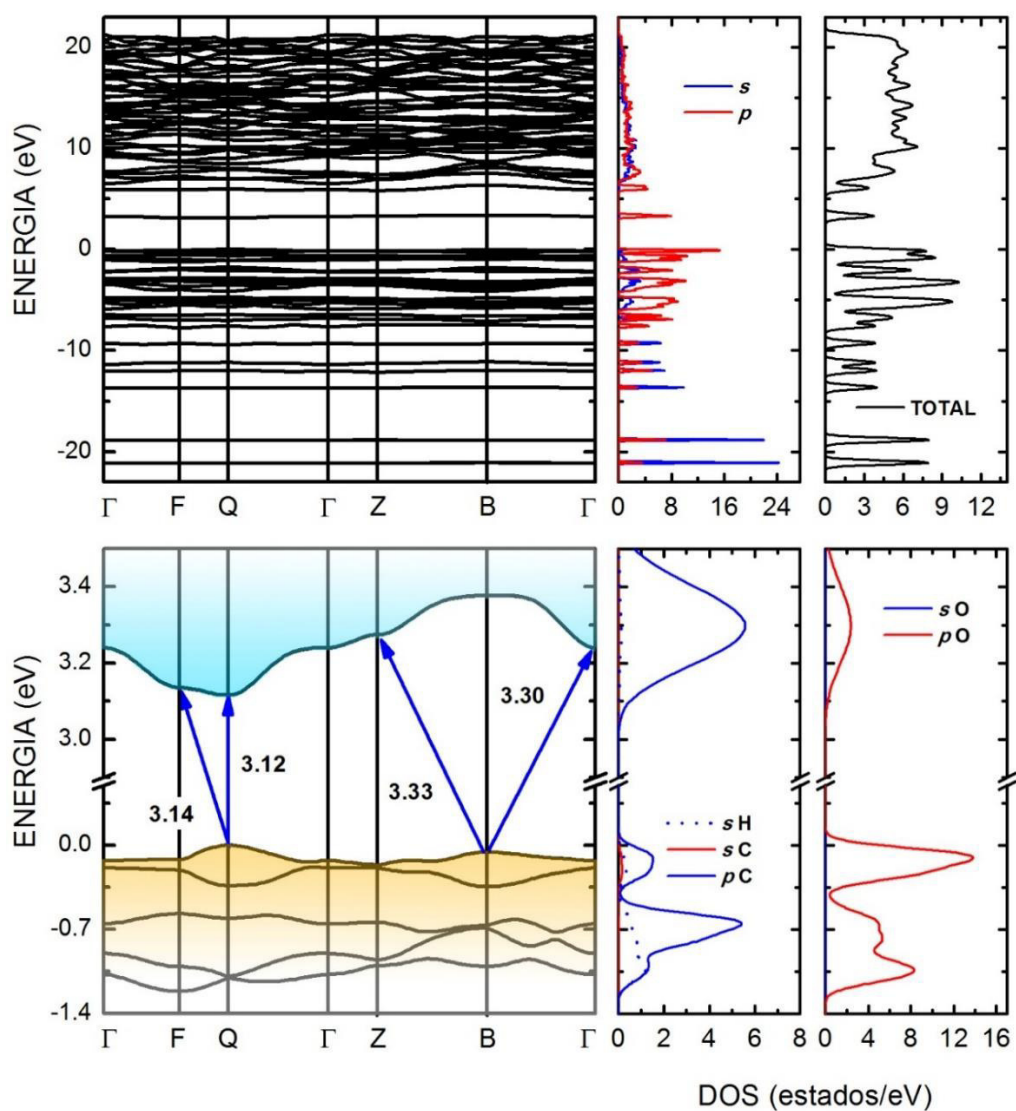 ENERGIA (eV)
20
10
0
-10
-20
Γ F Q Γ Z B Γ
s
p
0 8 16 24
TOTAL
0 3 6 9 12
ENERGIA (eV)
3.4
3.2
3.0
0.0
-0.7
-1.4
3.14
3.12
3.33
3.30
Γ F Q Γ Z B Γ
s H
s C
p C
0 2 4 6 8
s O
p O
0 4 8 12 16
DOS (estados/eV)